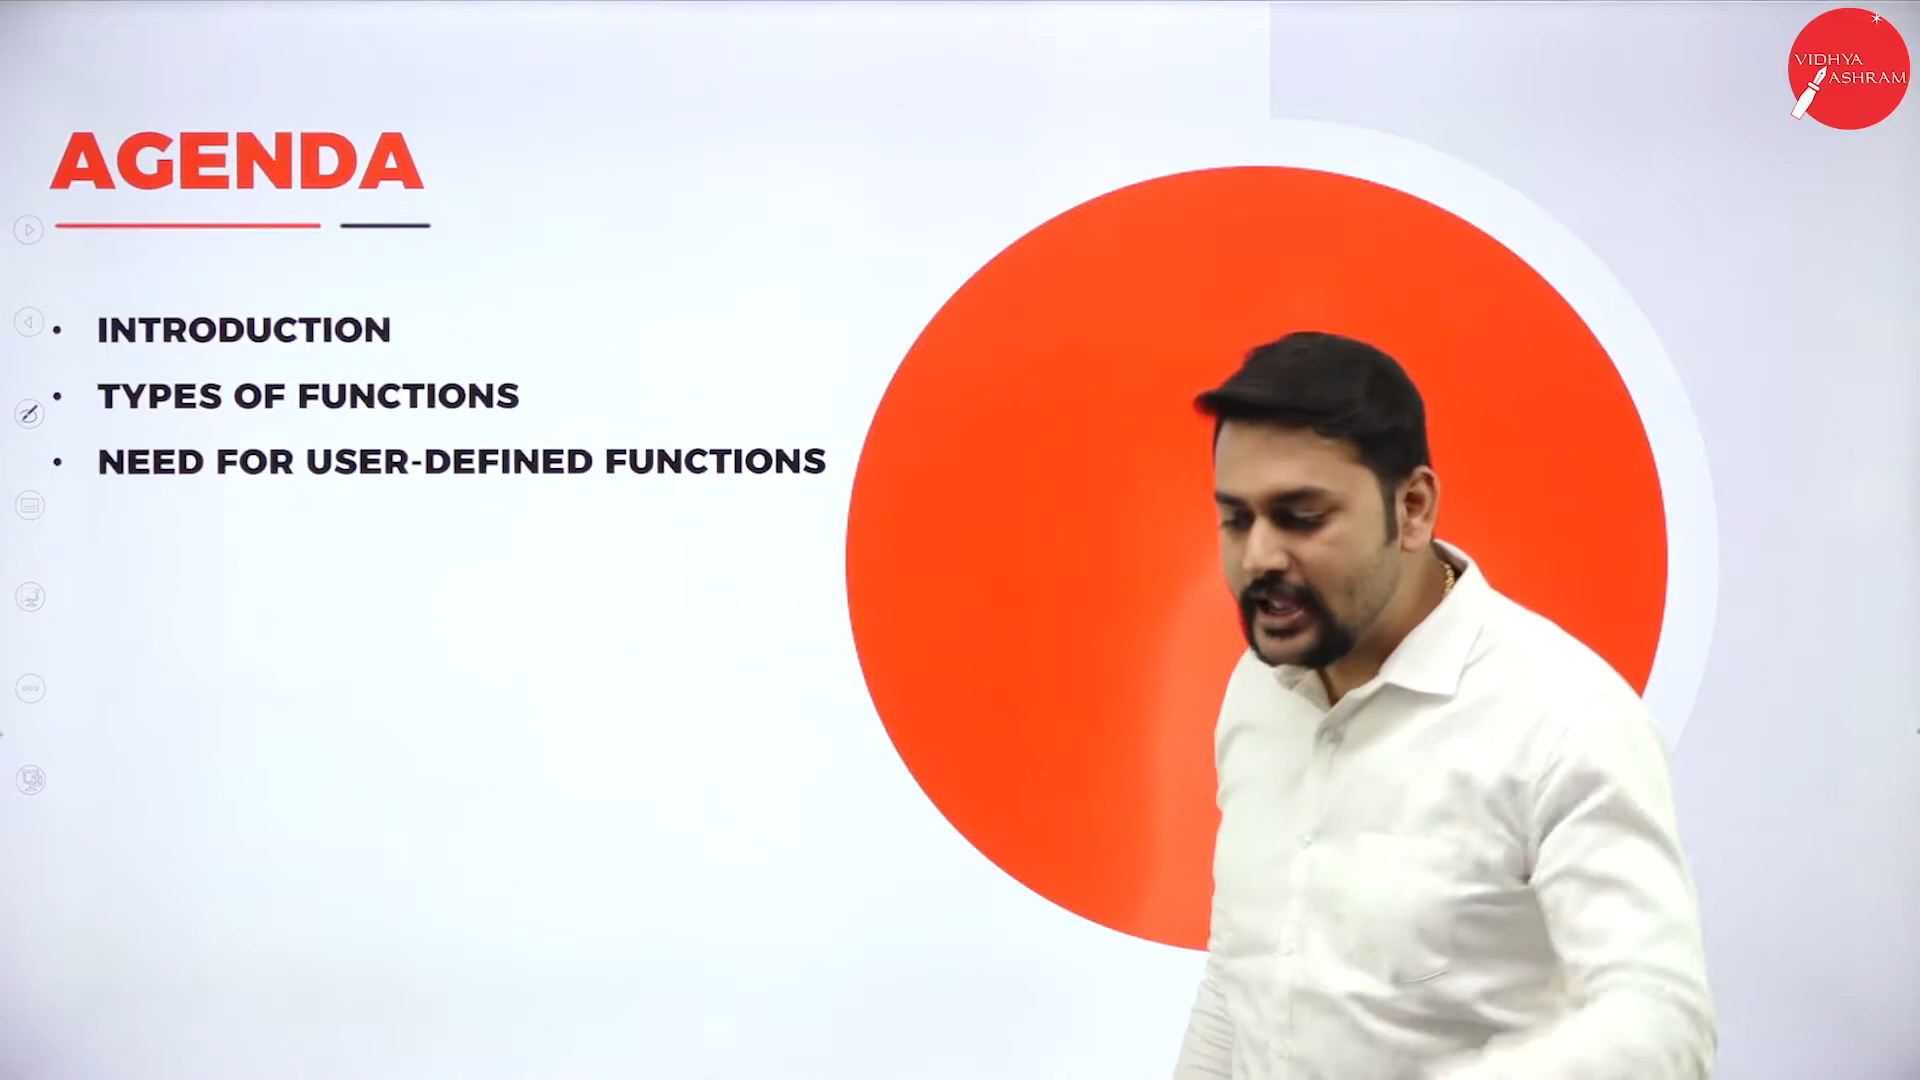 VIDHYA
ASHRAM
AGENDA
• INTRODUCTION
• TYPES OF FUNCTIONS
• NEED FOR USER-DEFINED FUNCTIONS